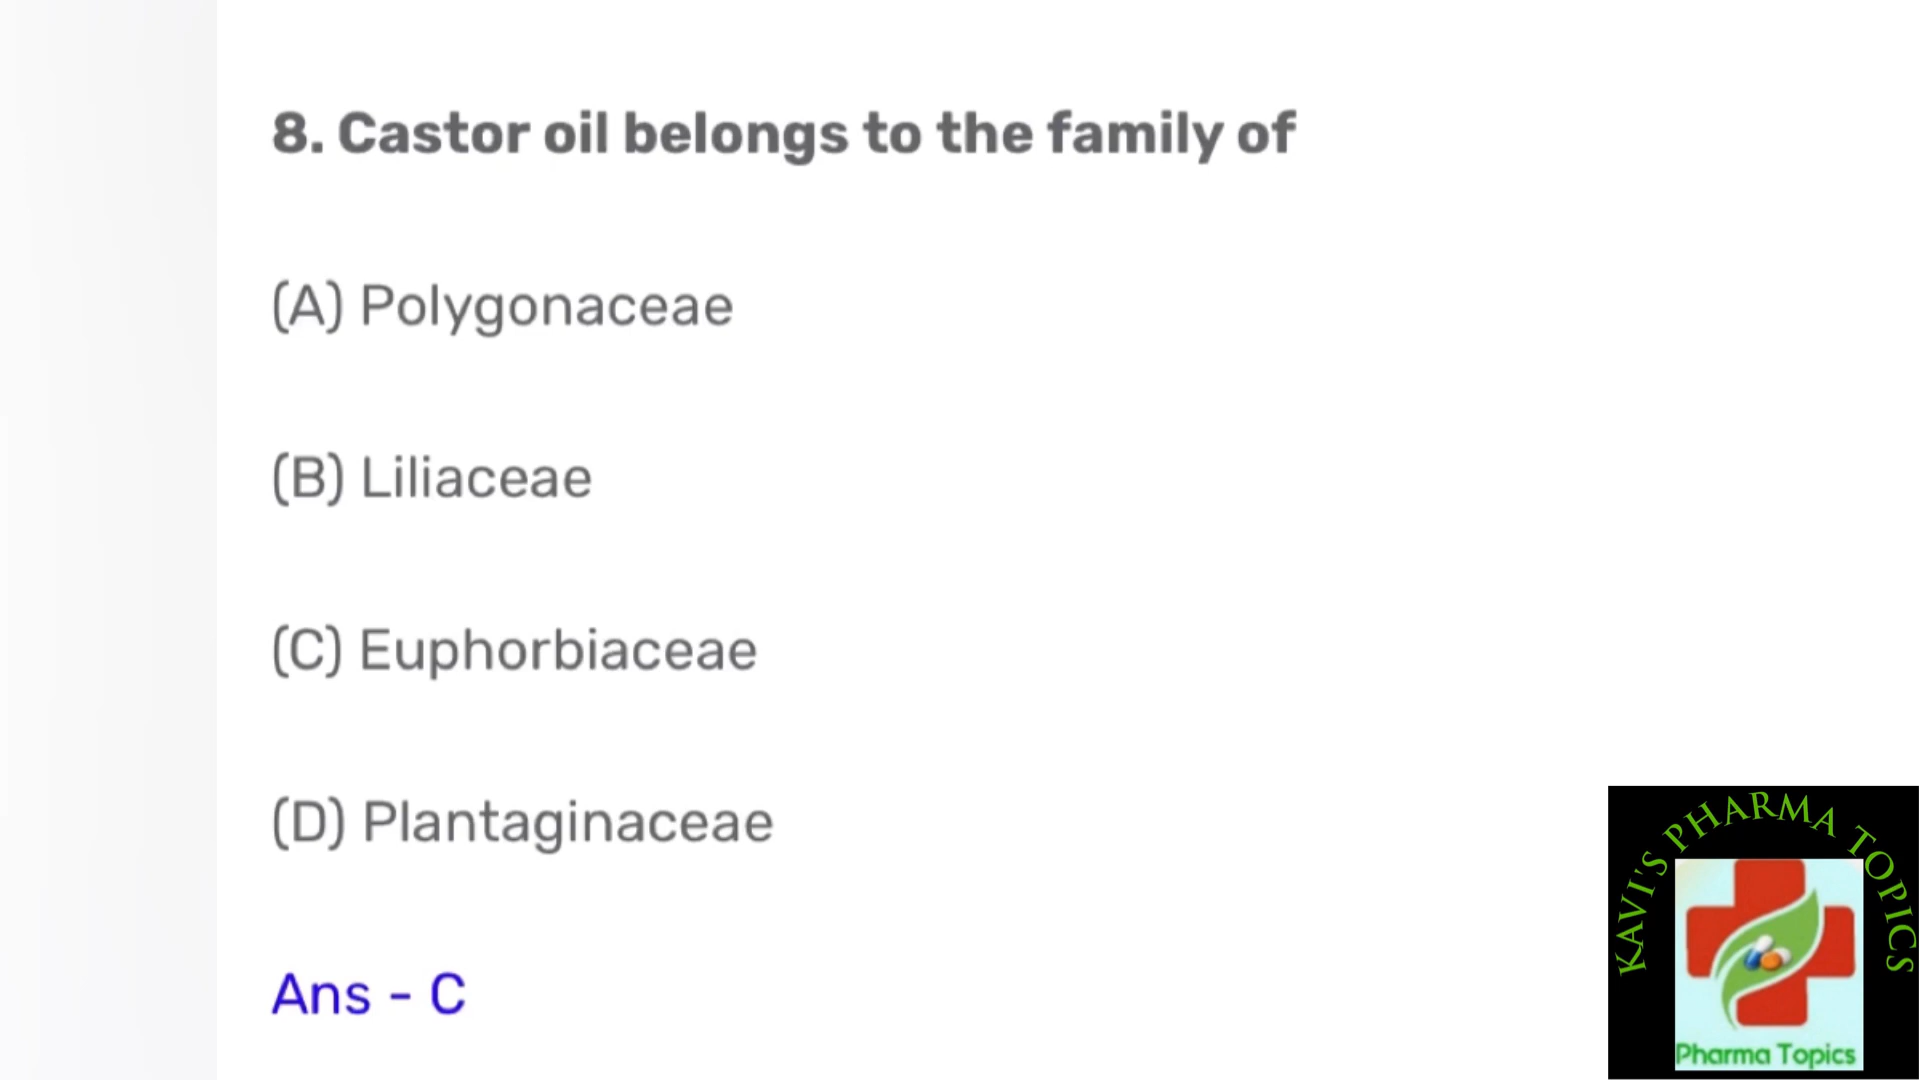 8. Castor oil belongs to the family of
(A) Polygonaceae
(B) Liliaceae
(C) Euphorbiaceae
(D) Plantaginaceae
Ans - C
KAVI'S PHARMA TOPICS
Pharma Topics